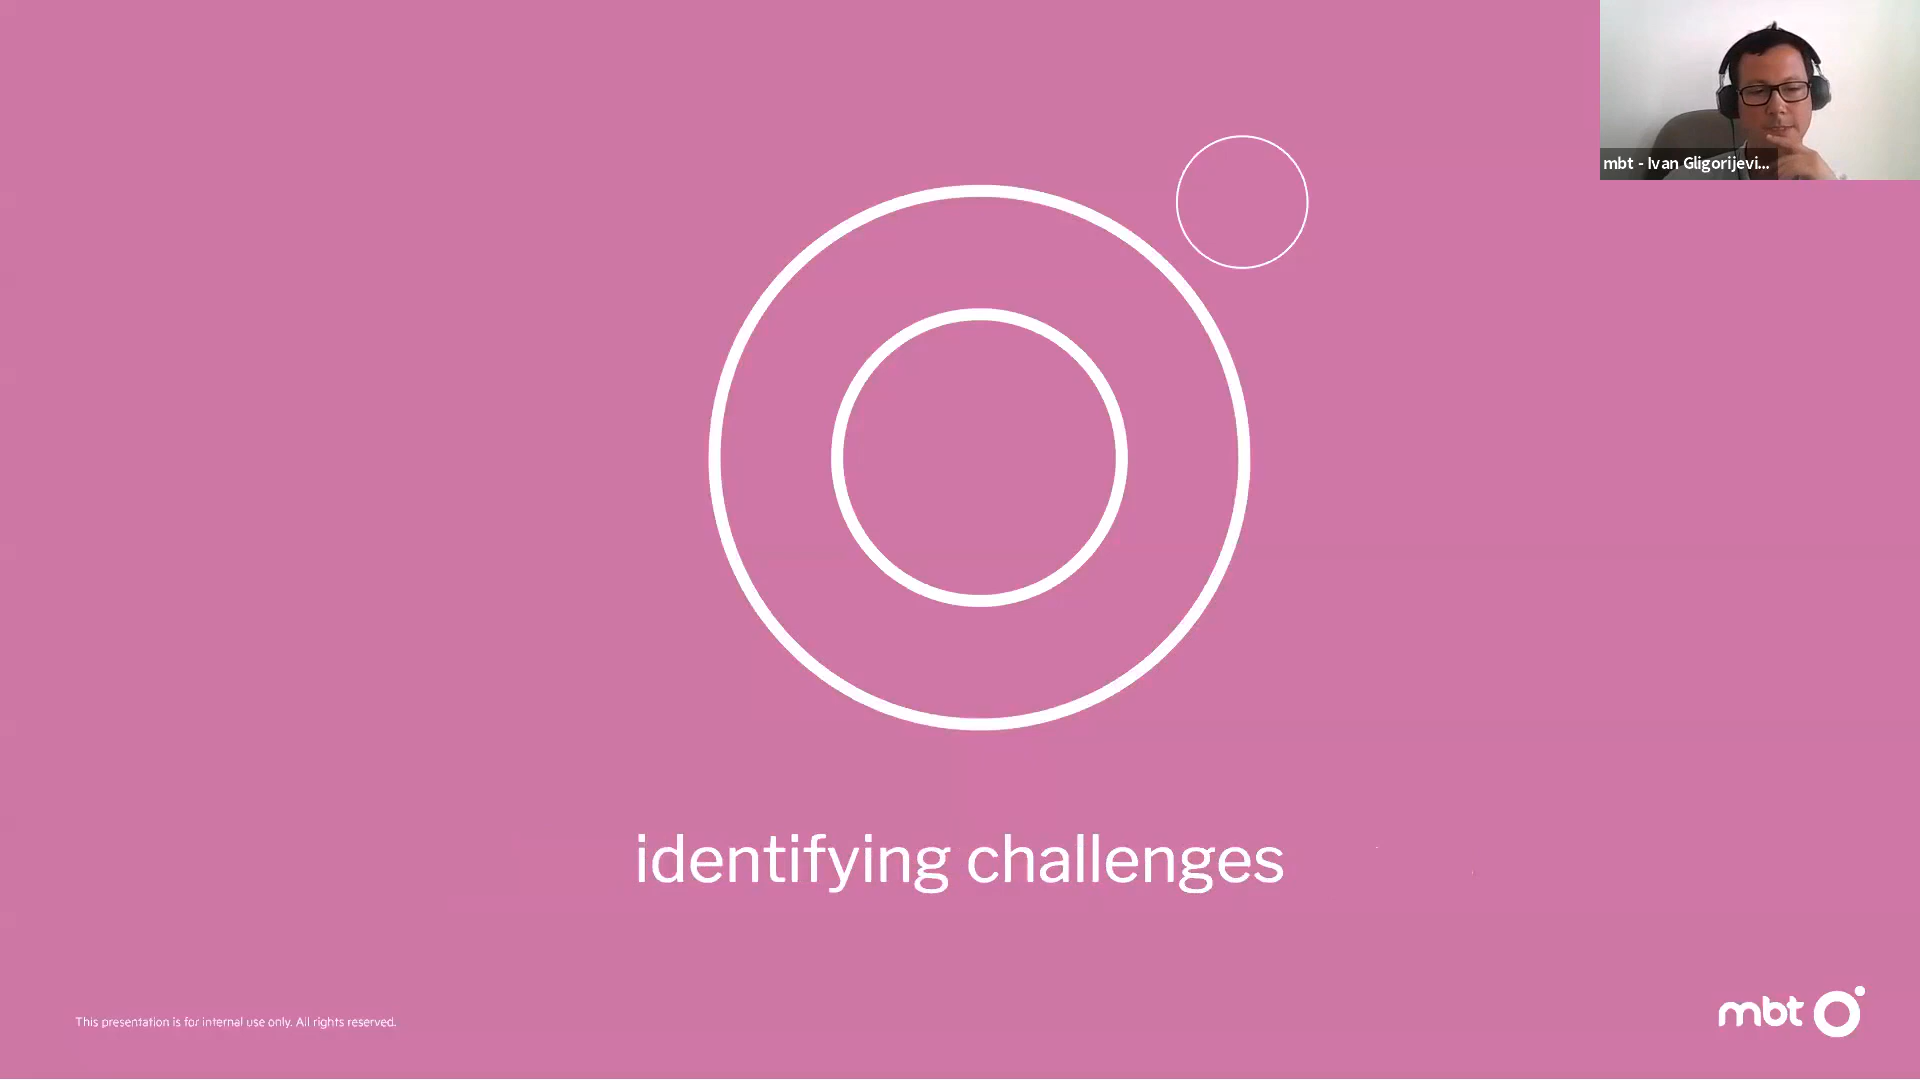 mbt - Ivan Gligorijevi...
identifying challenges
This presentation is for internal use only. All rights reserved.
mbt